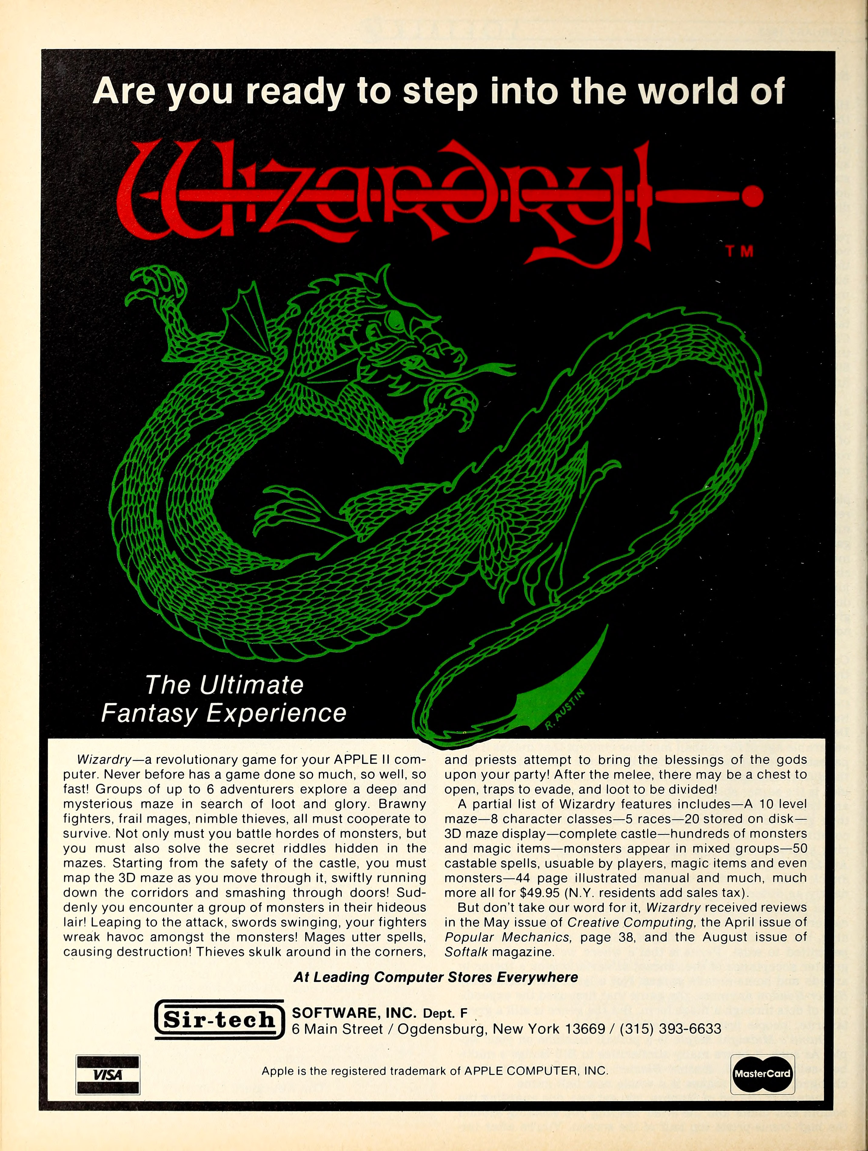 Are you ready to step into the world of
Wizardry
TM
R. AUSTIN
The Ultimate
Fantasy Experience
Wizardry—a revolutionary game for your APPLE II com-
puter. Never before has a game done so much, so well, so
fast! Groups of up to 6 adventurers explore a deep and
mysterious maze in search of loot and glory. Brawny
fighters, frail mages, nimble thieves, all must cooperate to
survive. Not only must you battle hordes of monsters, but
you must also solve the secret riddles hidden in the
mazes. Starting from the safety of the castle, you must
map the 3D maze as you move through it, swiftly running
down the corridors and smashing through doors! Sud-
denly you encounter a group of monsters in their hideous
lair! Leaping to the attack, swords swinging, your fighters
wreak havoc amongst the monsters! Mages utter spells,
causing destruction! Thieves skulk around in the corners,
and priests attempt to bring the blessings of the gods
upon your party! After the melee, there may be a chest to
open, traps to evade, and loot to be divided!
A partial list of Wizardry features includes—A 10 level
maze—8 character classes—5 races—20 stored on disk—
3D maze display—complete castle—hundreds of monsters
and magic items—monsters appear in mixed groups—50
castable spells, usuable by players, magic items and even
monsters—44 page illustrated manual and much, much
more all for $49.95 (N.Y. residents add sales tax).
But don't take our word for it, Wizardry received reviews
in the May issue of Creative Computing, the April issue of
Popular Mechanics, page 38, and the August issue of
Softalk magazine.
At Leading Computer Stores Everywhere
Sir-tech SOFTWARE, INC. Dept. F
6 Main Street / Ogdensburg, New York 13669 / (315) 393-6633
VISA
Apple is the registered trademark of APPLE COMPUTER, INC.
MasterCard